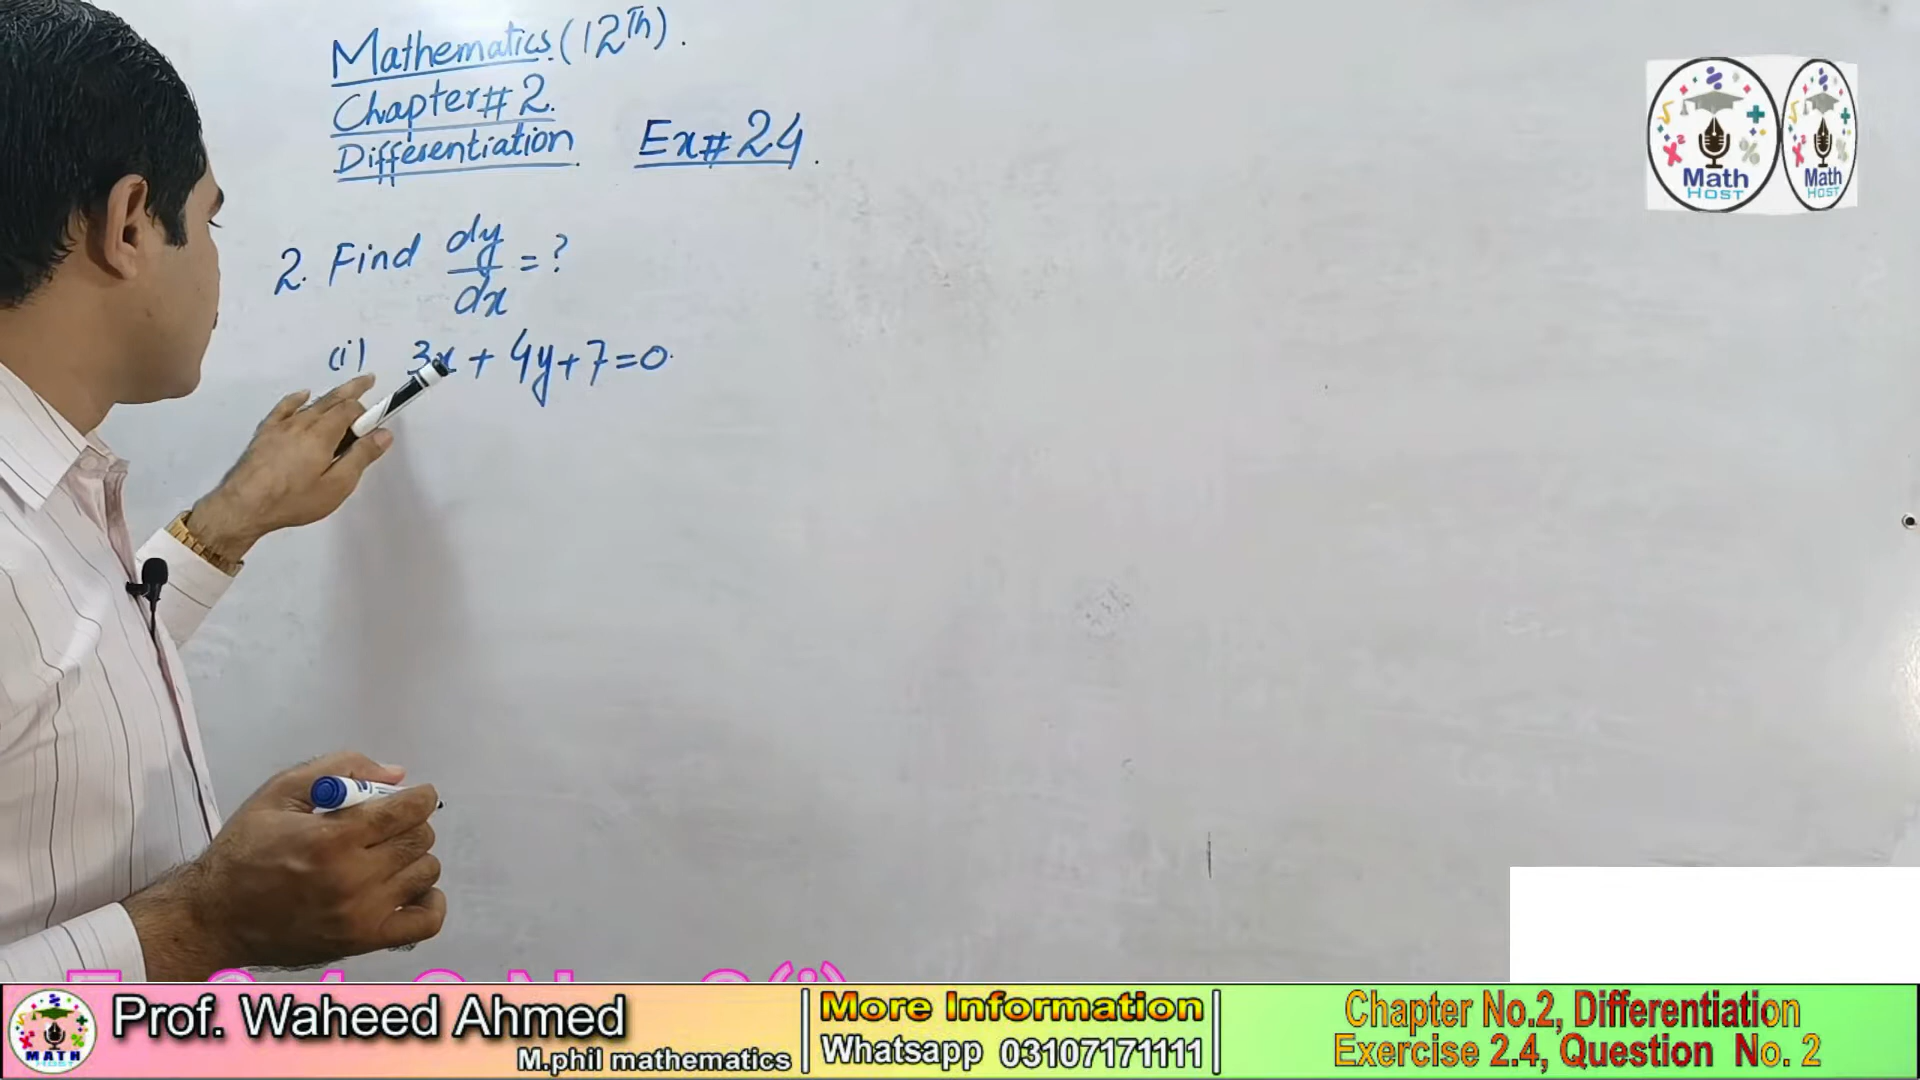 Mathematics (12Th).
Chapter # 2.
Differentiation
Ex # 24.
2. Find dy/dx = ?
(i) 3x + 4y + 7 = 0.
Math
HOST
Math
HOST
MATH
HOST
Prof. Waheed Ahmed
M.phil mathematics
More Information
Whatsapp 03107171111
Chapter No.2, Differentiation
Exercise 2.4, Question No. 2